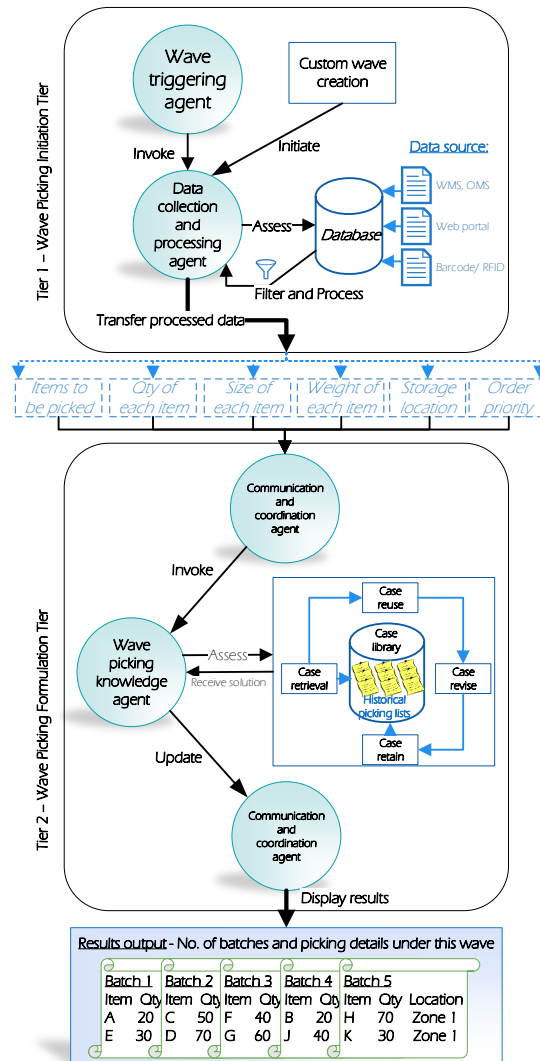 Tier 1 – Wave Picking Initiation Tier
Wave
triggering
agent
Custom wave
creation
Invoke
Initiate
Data source:
Data
collection
and
processing
agent
Assess
Database
WMS, OMS
Web portal
Barcode/ RFID
Filter and Process
Transfer processed data
Items to
be picked
Qty of
each item
Size of
each item
Weight of
each item
Storage
location
Order
priority
Tier 2 – Wave Picking Formulation Tier
Communication
and
coordination
agent
Invoke
Wave
picking
knowledge
agent
Assess
Receive solution
Case
reuse
Case
library
Case
retrieval
Case
revise
Historical
picking lists
Case
retain
Update
Communication
and
coordination
agent
Display results
Results output - No. of batches and picking details under this wave
Batch 1 Batch 2 Batch 3 Batch 4 Batch 5
Item Qty Item Qty Item Qty Item Qty Item Qty Location
A 20 C 50 F 40 B 20 H 70 Zone 1
E 30 D 70 G 60 J 40 K 30 Zone 1